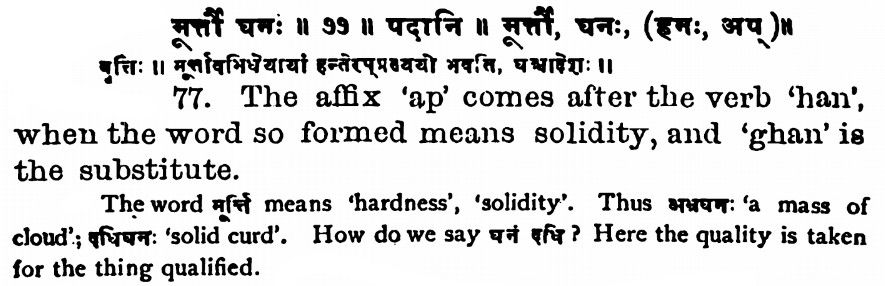 मूर्त्तौ घनः ॥ ७७ ॥ पदानि ॥ मूर्त्तौ, घनः, (हनः, अप्)॥
वृत्तिः ॥ मूर्त्तावभिधेयायां हन्तेरप्प्रत्ययो भवति, घश्चादेशः ॥
77. The affix 'ap' comes after the verb 'han',
when the word so formed means solidity, and 'ghan' is
the substitute.
The word मूर्त्ति means 'hardness', 'solidity'. Thus अभ्रघनः 'a mass of
cloud'; दधिघनः 'solid curd'. How do we say घनं दधि ? Here the quality is taken
for the thing qualified.